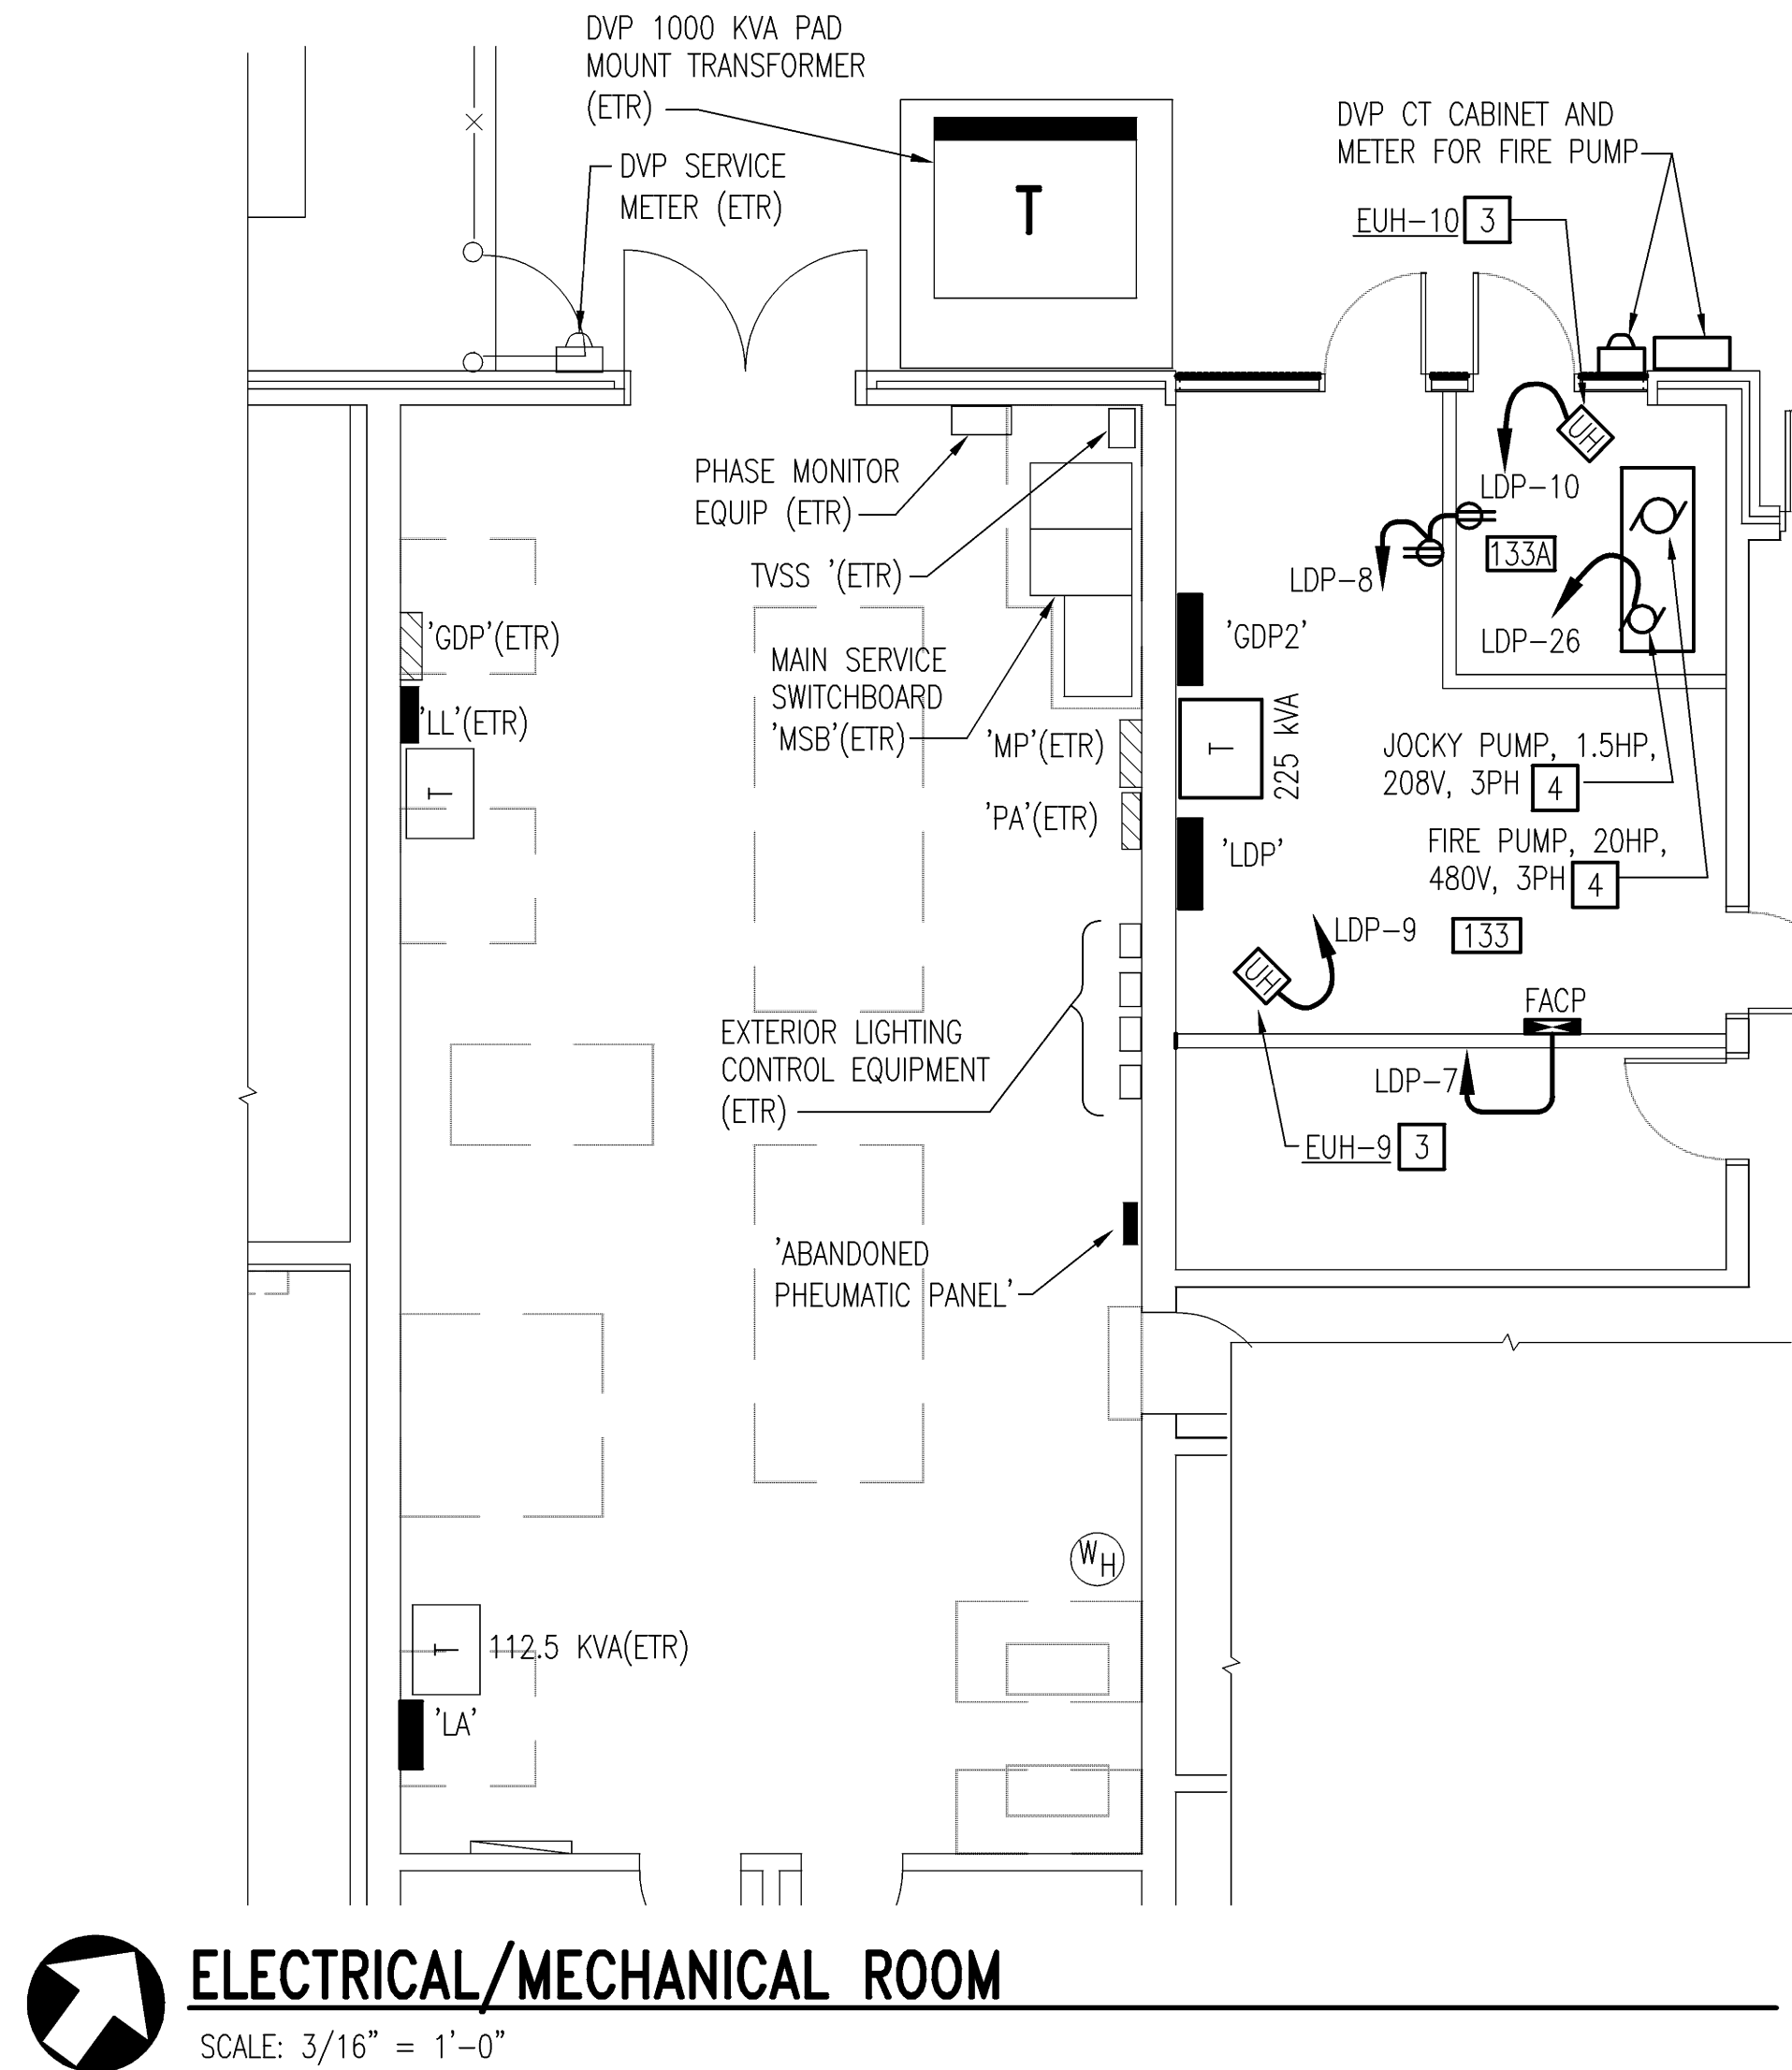 DVP 1000 KVA PAD
MOUNT TRANSFORMER
(ETR)
DVP SERVICE
METER (ETR)
T
DVP CT CABINET AND
METER FOR FIRE PUMP
EUH-10 3
UH
LDP-10
PHASE MONITOR
EQUIP (ETR)
TVSS '(ETR)
LDP-8
133A
LDP-26
'GDP'(ETR)
'GDP2'
MAIN SERVICE
SWITCHBOARD
'MSB'(ETR)
'LL'(ETR)
T
'MP'(ETR)
'PA'(ETR)
T
225 kVA
JOCKY PUMP, 1.5HP,
208V, 3PH 4
FIRE PUMP, 20HP,
480V, 3PH 4
'LDP'
LDP-9
133
UH
FACP
EXTERIOR LIGHTING
CONTROL EQUIPMENT
(ETR)
LDP-7
EUH-9 3
'ABANDONED
PHEUMATIC PANEL'
WH
T
112.5 KVA(ETR)
'LA'
ELECTRICAL/MECHANICAL ROOM
SCALE: 3/16" = 1'-0"